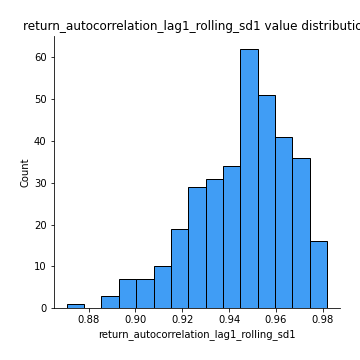 return_autocorrelation_lag1_rolling_sd1 value distributio
60
50
40
30
20
10
0
Count
0.88 0.90 0.92 0.94 0.96 0.98
return_autocorrelation_lag1_rolling_sd1